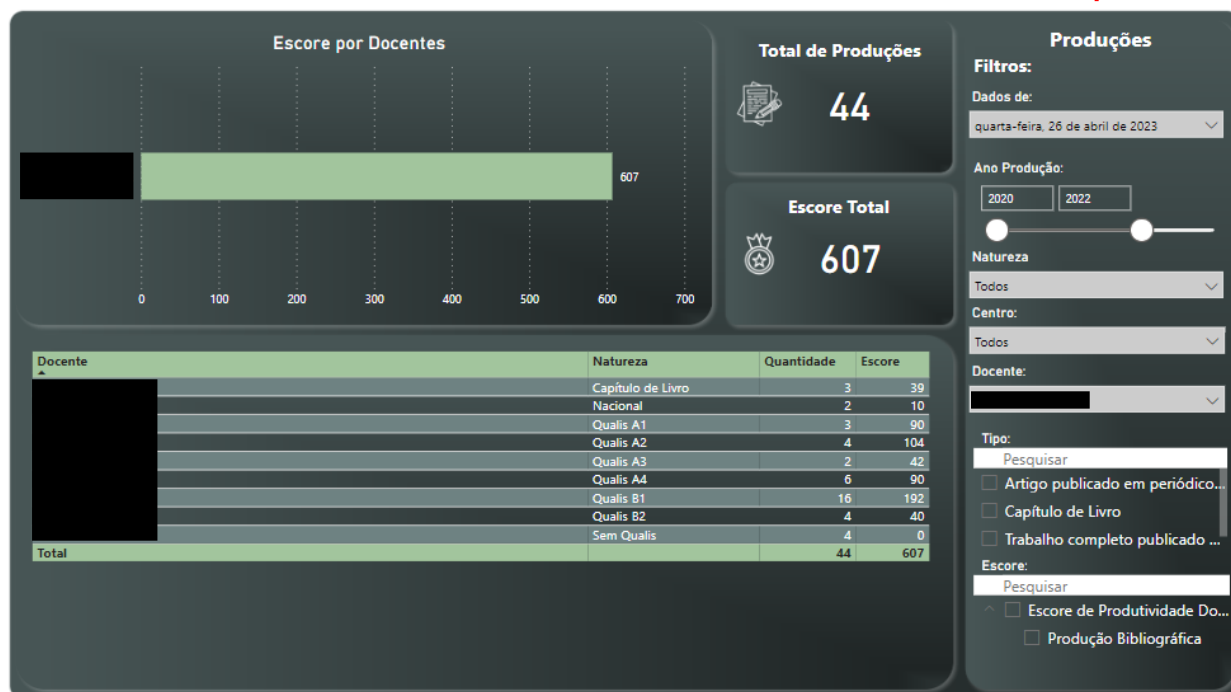 Escore por Docentes
607
0 100 200 300 400 500 600 700
Total de Produções
44
Escore Total
607
Docente Natureza Quantidade Escore
Capítulo de Livro 3 39
Nacional 2 10
Qualis A1 3 90
Qualis A2 4 104
Qualis A3 2 42
Qualis A4 6 90
Qualis B1 16 192
Qualis B2 4 40
Sem Qualis 4 0
Total 44 607
Produções
Filtros:
Dados de:
quarta-feira, 26 de abril de 2023
Ano Produção:
2020 2022
Natureza
Todos
Centro:
Todos
Docente:
Tipo:
Pesquisar
Artigo publicado em periódico...
Capítulo de Livro
Trabalho completo publicado ...
Escore:
Pesquisar
Escore de Produtividade Do...
Produção Bibliográfica